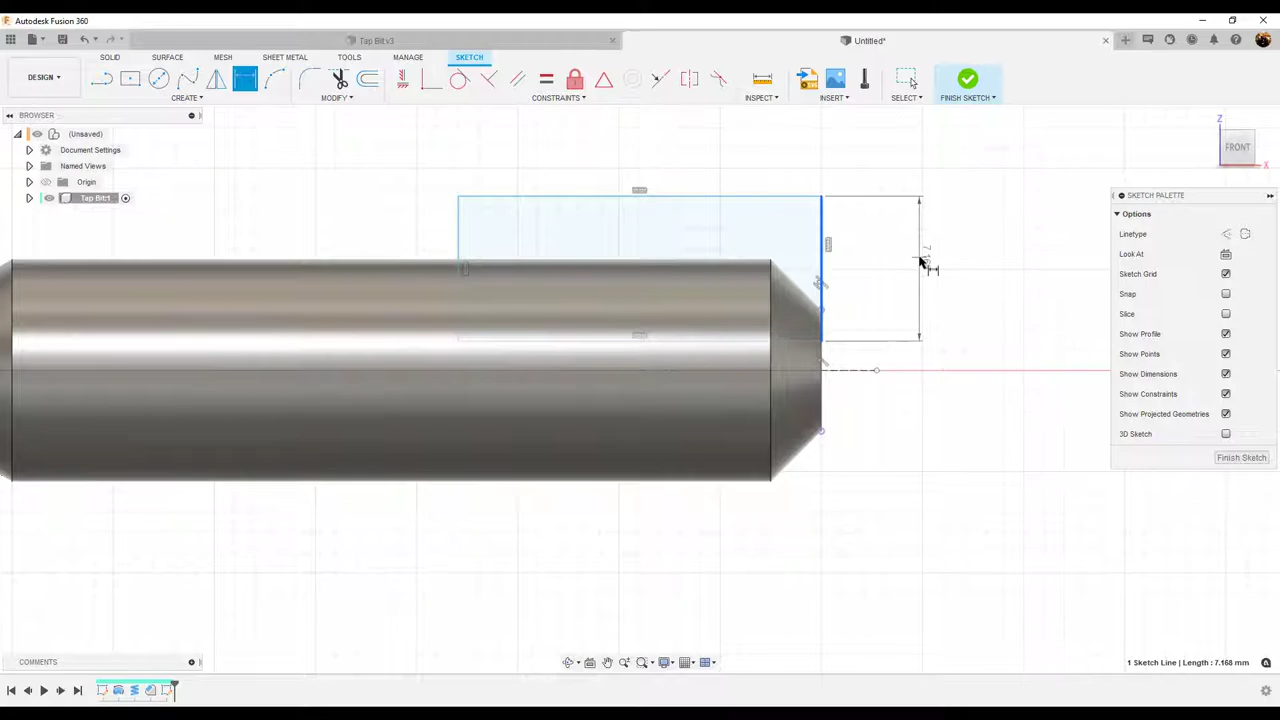 Autodesk Fusion 360
Tap Bit v3
Untitled*
DESIGN
SOLID
SURFACE
MESH
SHEET METAL
TOOLS
MANAGE
SKETCH
CREATE
MODIFY
CONSTRAINTS
INSPECT
INSERT
SELECT
FINISH SKETCH
BROWSER
(Unsaved)
Document Settings
Named Views
Origin
Tap Bit:1
Z
FRONT
X
SKETCH PALETTE
Options
Linetype
Look At
Sketch Grid
Snap
Slice
Show Profile
Show Points
Show Dimensions
Show Constraints
Show Projected Geometries
3D Sketch
Finish Sketch
COMMENTS
1 Sketch Line | Length : 7.168 mm